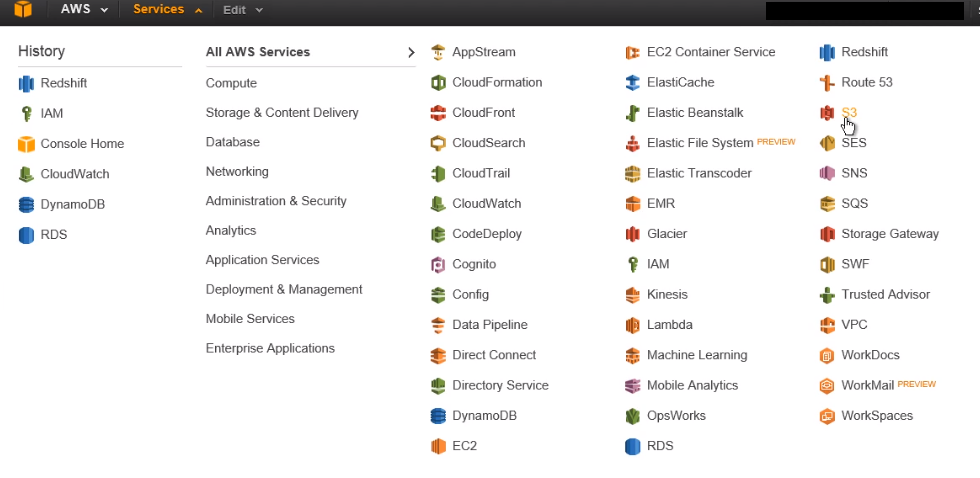 AWS Services Edit
History
Redshift
IAM
Console Home
CloudWatch
DynamoDB
RDS
All AWS Services
Compute
Storage & Content Delivery
Database
Networking
Administration & Security
Analytics
Application Services
Deployment & Management
Mobile Services
Enterprise Applications
AppStream
CloudFormation
CloudFront
CloudSearch
CloudTrail
CloudWatch
CodeDeploy
Cognito
Config
Data Pipeline
Direct Connect
Directory Service
DynamoDB
EC2
EC2 Container Service
ElastiCache
Elastic Beanstalk
Elastic File System PREVIEW
Elastic Transcoder
EMR
Glacier
IAM
Kinesis
Lambda
Machine Learning
Mobile Analytics
OpsWorks
RDS
Redshift
Route 53
S3
SES
SNS
SQS
Storage Gateway
SWF
Trusted Advisor
VPC
WorkDocs
WorkMail PREVIEW
WorkSpaces